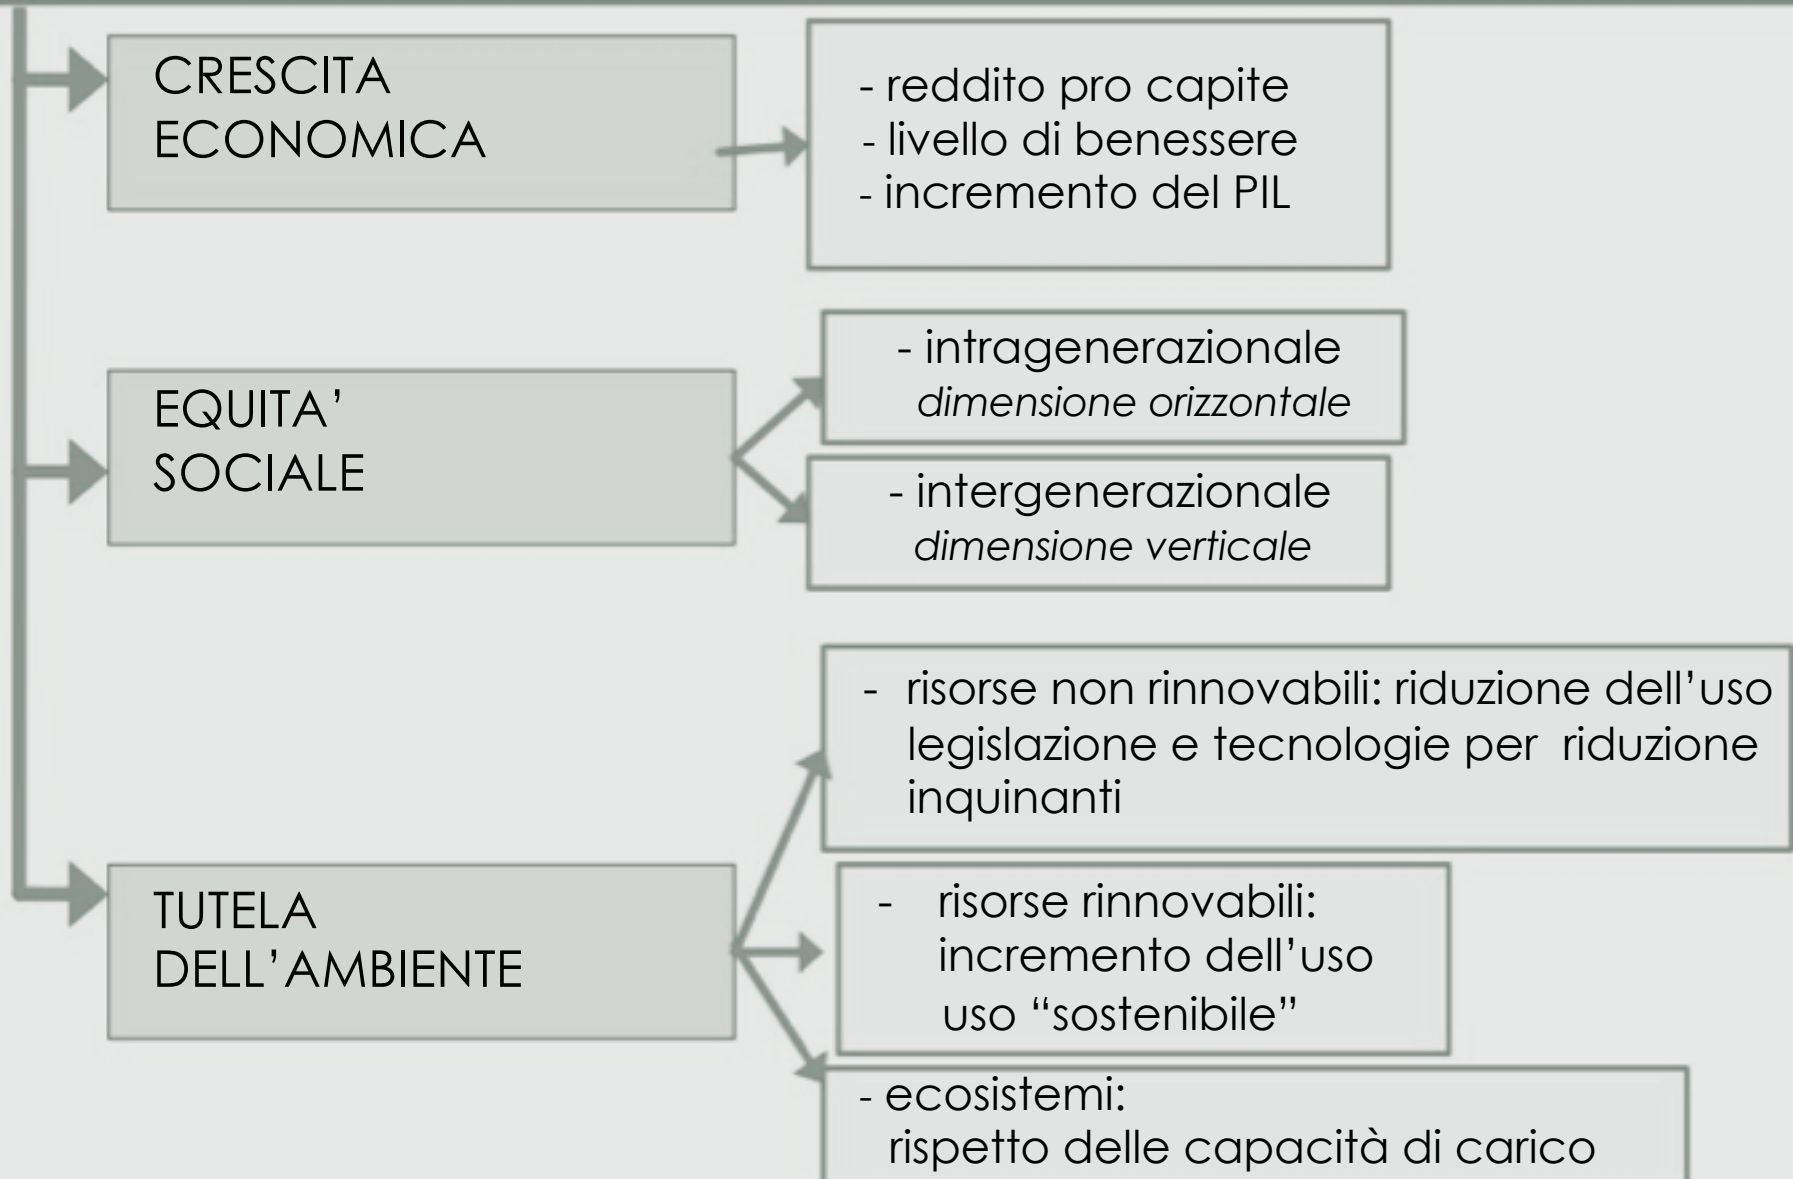 CRESCITA
ECONOMICA
- reddito pro capite
- livello di benessere
- incremento del PIL
EQUITA’
SOCIALE
- intragenerazionale
dimensione orizzontale
- intergenerazionale
dimensione verticale
TUTELA
DELL’AMBIENTE
- risorse non rinnovabili: riduzione dell’uso
legislazione e tecnologie per riduzione
inquinanti
- risorse rinnovabili:
incremento dell’uso
uso “sostenibile”
- ecosistemi:
rispetto delle capacità di carico